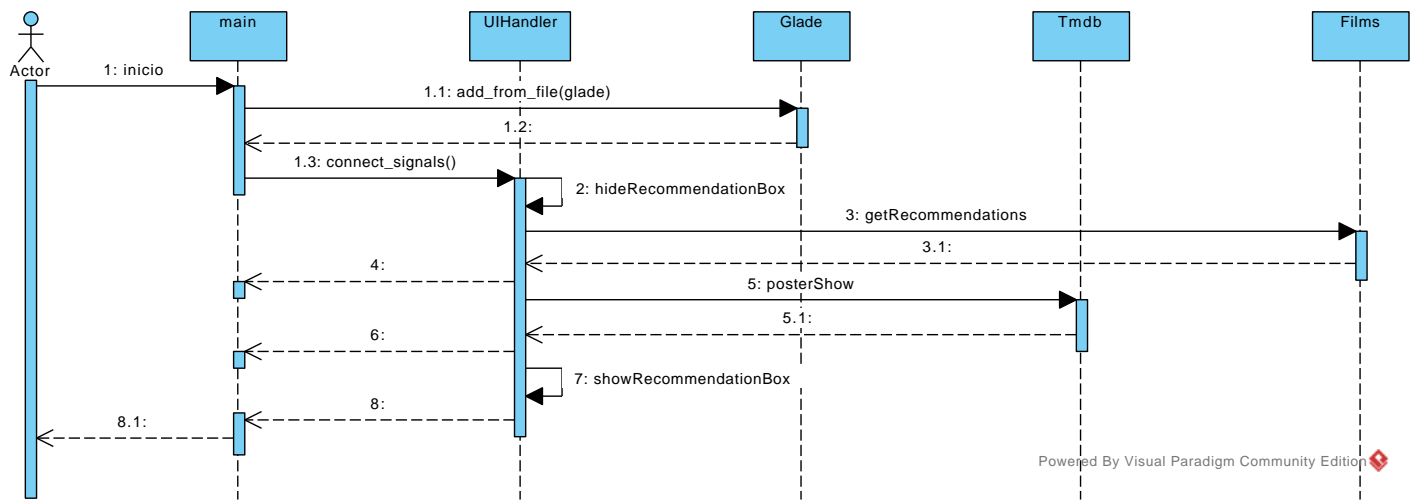 main
UIHandler
Glade
Tmdb
Films
Actor
1: inicio
1.1: add_from_file(glade)
1.2:
1.3: connect_signals()
2: hideRecommendationBox
3: getRecommendations
3.1:
4:
5: posterShow
5.1:
6:
7: showRecommendationBox
8:
8.1:
Powered By Visual Paradigm Community Edition